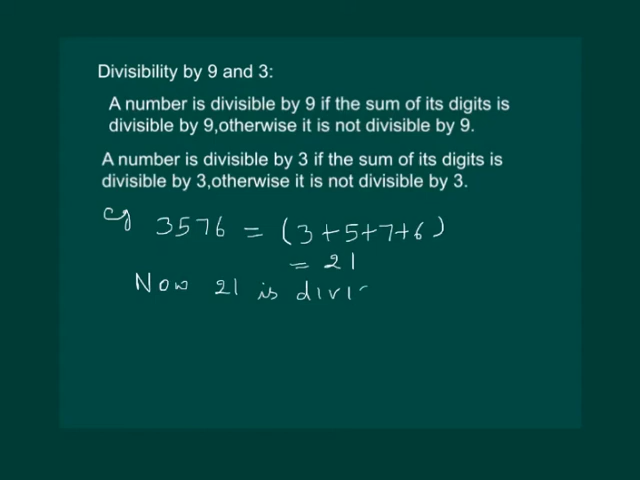 Divisibility by 9 and 3:
A number is divisible by 9 if the sum of its digits is
divisible by 9,otherwise it is not divisible by 9.
A number is divisible by 3 if the sum of its digits is
divisible by 3,otherwise it is not divisible by 3.
eg 3576 = (3+5+7+6)
= 21
Now 21 is divi